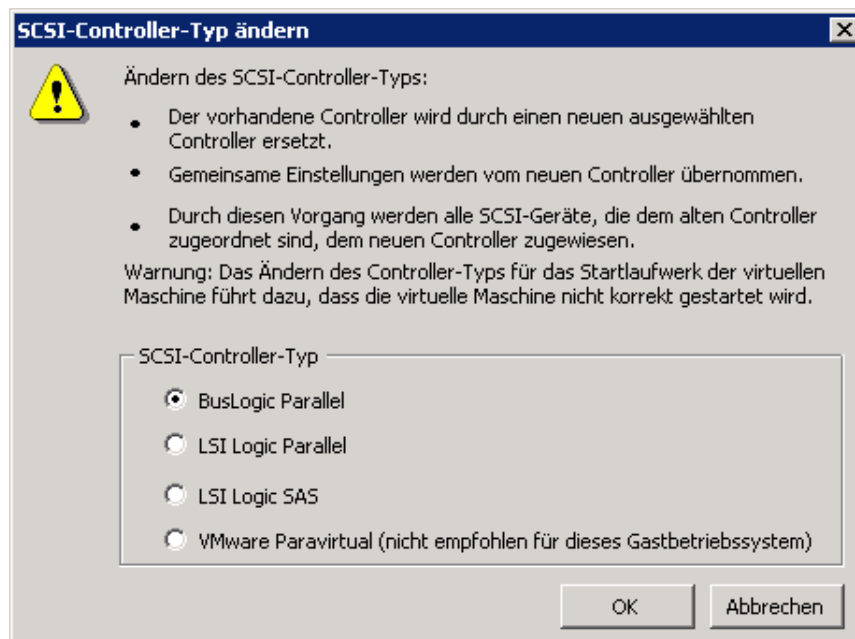 SCSI-Controller-Typ ändern
Ändern des SCSI-Controller-Typs:
• Der vorhandene Controller wird durch einen neuen ausgewählten
Controller ersetzt.
• Gemeinsame Einstellungen werden vom neuen Controller übernommen.
• Durch diesen Vorgang werden alle SCSI-Geräte, die dem alten Controller
zugeordnet sind, dem neuen Controller zugewiesen.
Warnung: Das Ändern des Controller-Typs für das Startlaufwerk der virtuellen
Maschine führt dazu, dass die virtuelle Maschine nicht korrekt gestartet wird.
SCSI-Controller-Typ
BusLogic Parallel
LSI Logic Parallel
LSI Logic SAS
VMware Paravirtual (nicht empfohlen für dieses Gastbetriebssystem)
OK
Abbrechen